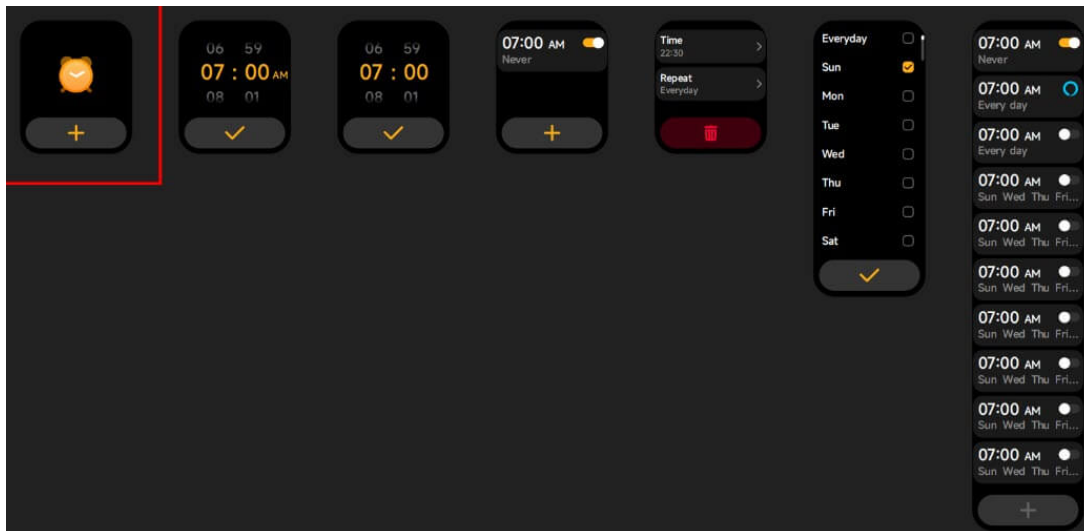 06 59
07 : 00 AM
08 01
06 59
07 : 00
08 01
07:00 AM
Never
Time
22:30
Repeat
Everyday
Everyday
Sun
Mon
Tue
Wed
Thu
Fri
Sat
07:00 AM
Never
07:00 AM
Every day
07:00 AM
Every day
07:00 AM
Sun Wed Thu Fri...
07:00 AM
Sun Wed Thu Fri...
07:00 AM
Sun Wed Thu Fri...
07:00 AM
Sun Wed Thu Fri...
07:00 AM
Sun Wed Thu Fri...
07:00 AM
Sun Wed Thu Fri...
07:00 AM
Sun Wed Thu Fri...